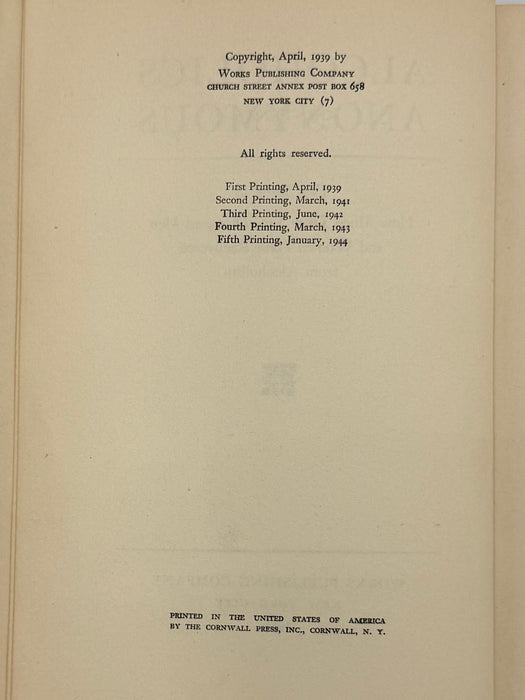 Copyright, April, 1939 by
WORKS PUBLISHING COMPANY
CHURCH STREET ANNEX POST BOX 658
NEW YORK CITY (7)
All rights reserved.
First Printing, April, 1939
Second Printing, March, 1941
Third Printing, June, 1942
Fourth Printing, March, 1943
Fifth Printing, January, 1944
PRINTED IN THE UNITED STATES OF AMERICA
BY THE CORNWALL PRESS, INC., CORNWALL, N. Y.